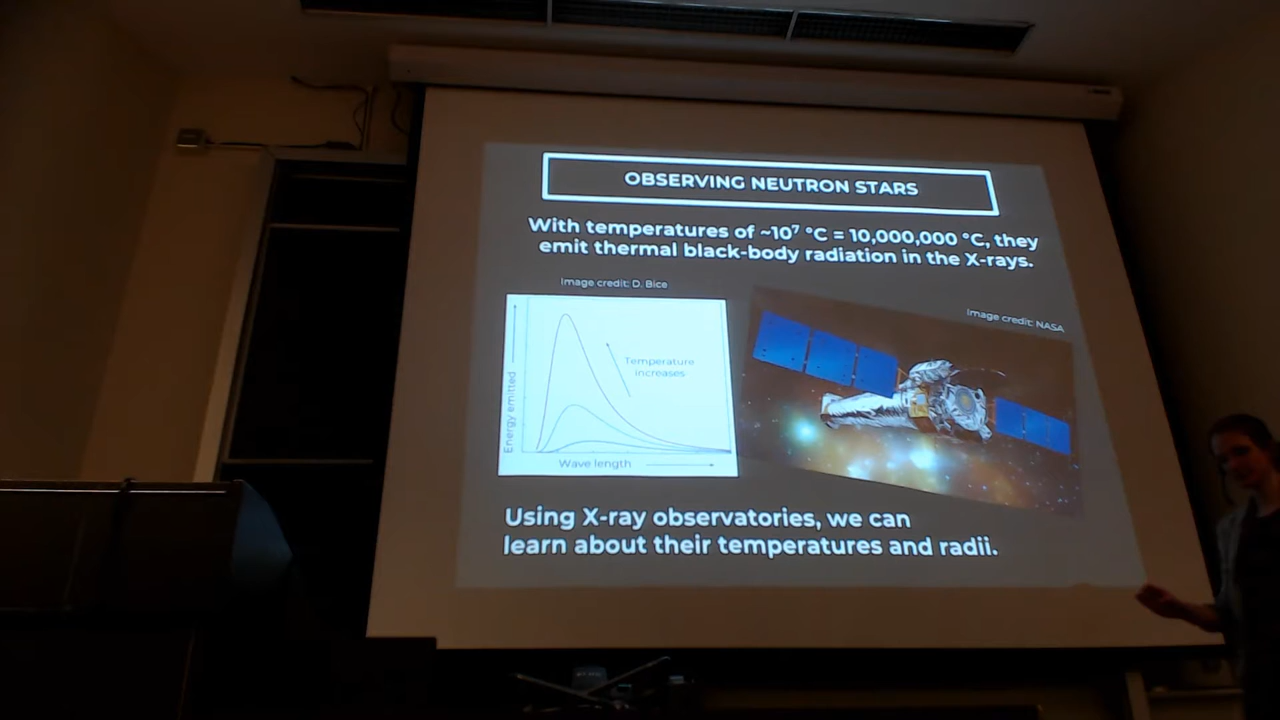 OBSERVING NEUTRON STARS
With temperatures of ~10⁷ °C = 10,000,000 °C, they
emit thermal black-body radiation in the X-rays.
Image credit: D. Bice
Image credit: NASA
Energy emitted
Temperature
increases
Wave length
Using X-ray observatories, we can
learn about their temperatures and radii.